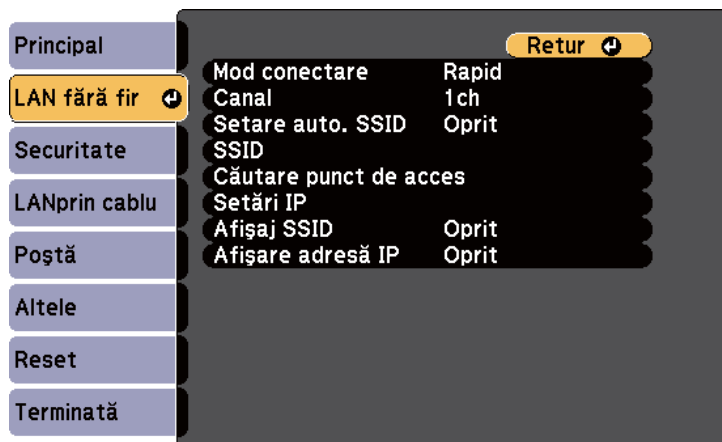 Principal
LAN fără fir
Securitate
LANprin cablu
Poştă
Altele
Reset
Terminată
Retur
Mod conectare Rapid
Canal 1ch
Setare auto. SSID Oprit
SSID
Căutare punct de acces
Setări IP
Afişaj SSID Oprit
Afişare adresă IP Oprit